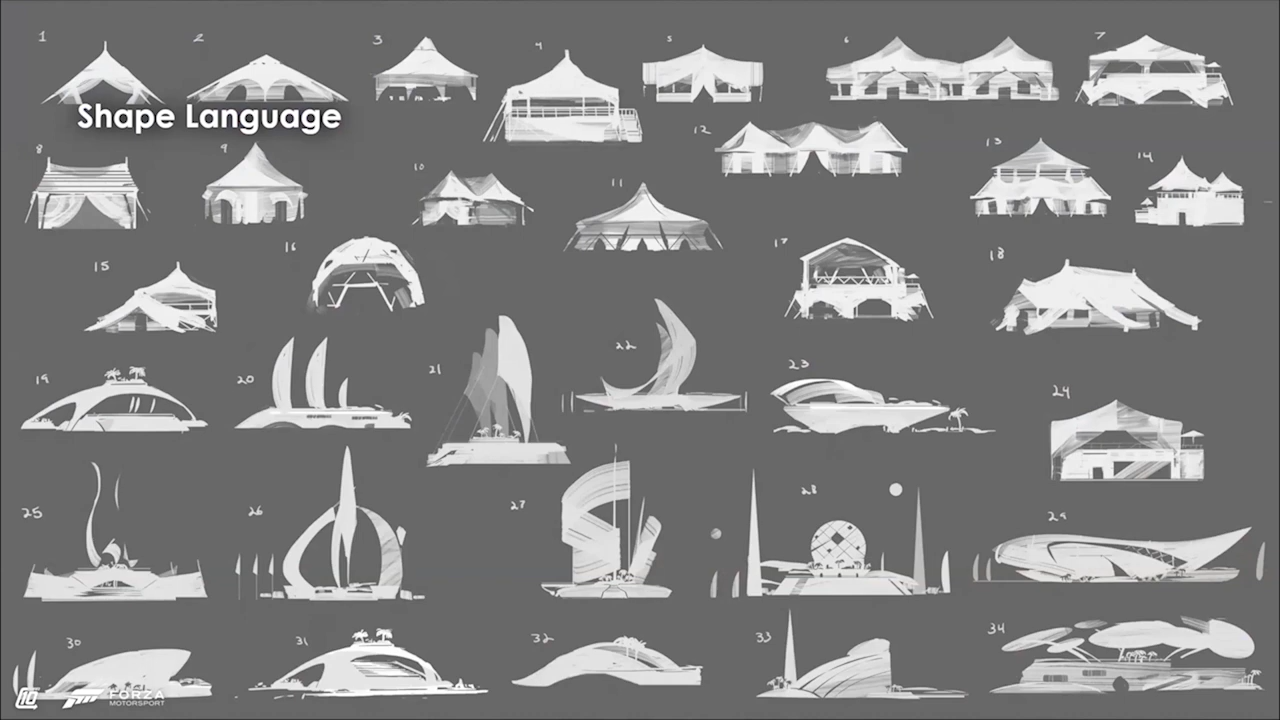 1 2 3 4 5 6 7
Shape Language
8 9 10 11 12 13 14
15 16 17 18
19 20 21 22 23 24
25 26 27 28 29
30 31 32 33 34
10
FORZA
MOTORSPORT